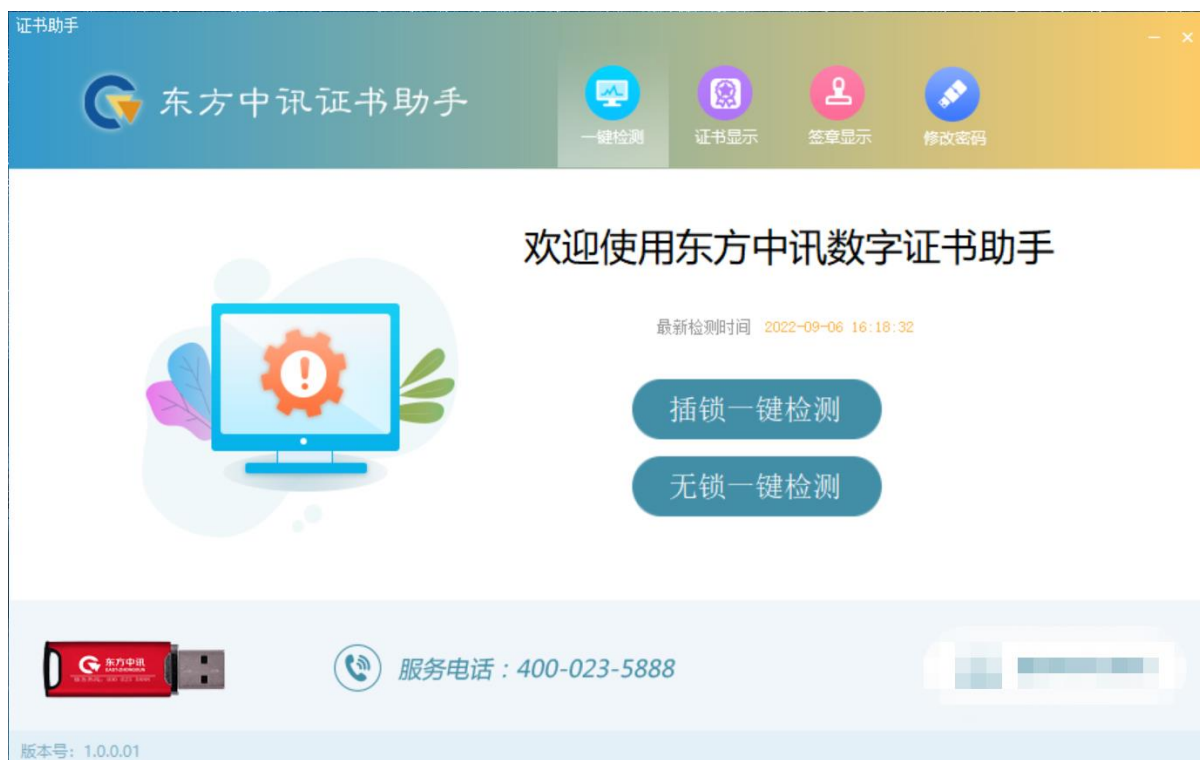 证书助手
东方中讯证书助手
一键检测
证书显示
签章显示
修改密码
欢迎使用东方中讯数字证书助手
最新检测时间 2022-09-06 16:18:32
插锁一键检测
无锁一键检测
东方中讯
服务电话：400-023-5888
版本号：1.0.0.01